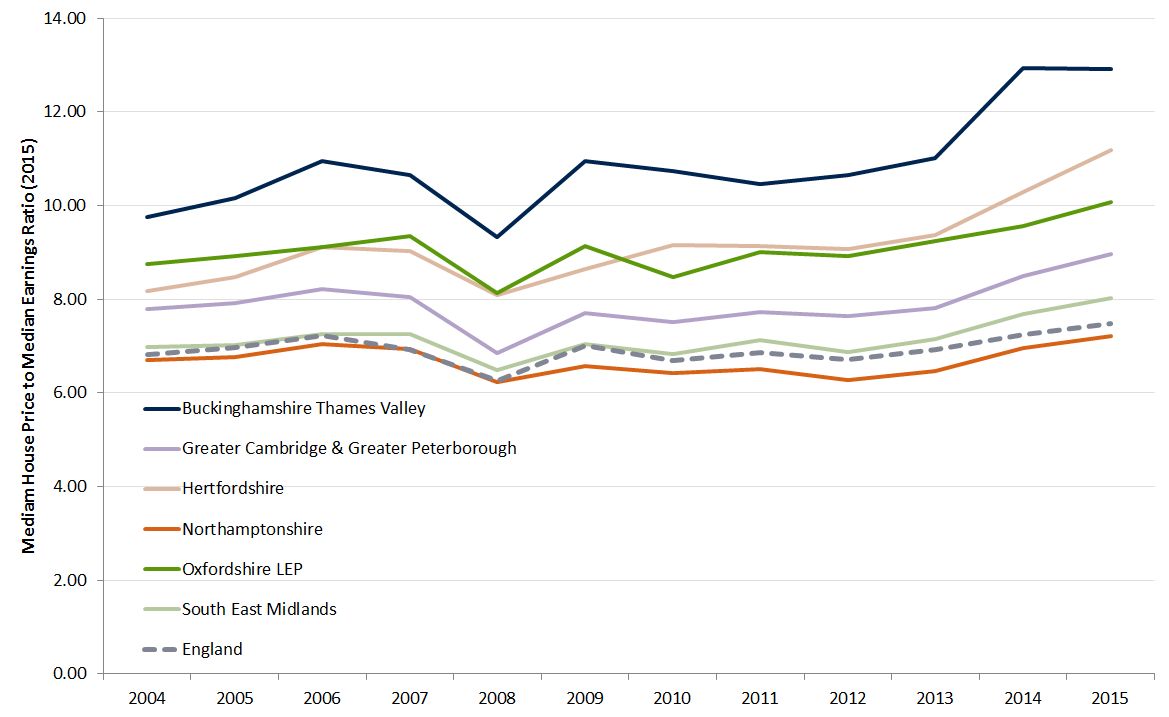 14.00
12.00
10.00
8.00
6.00
4.00
2.00
0.00
Mediam House Price to Median Earnings Ratio (2015)
Buckinghamshire Thames Valley
Greater Cambridge & Greater Peterborough
Hertfordshire
Northamptonshire
Oxfordshire LEP
South East Midlands
England
2004 2005 2006 2007 2008 2009 2010 2011 2012 2013 2014 2015